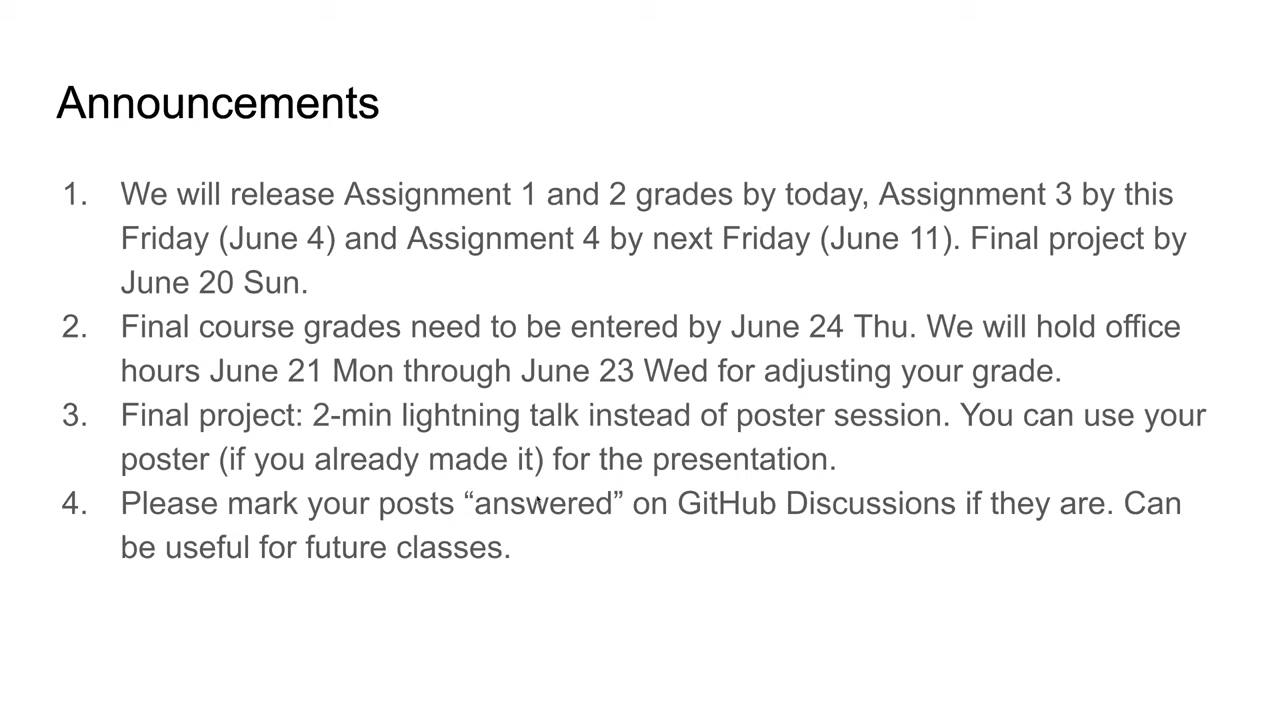 Announcements
1. We will release Assignment 1 and 2 grades by today, Assignment 3 by this
Friday (June 4) and Assignment 4 by next Friday (June 11). Final project by
June 20 Sun.
2. Final course grades need to be entered by June 24 Thu. We will hold office
hours June 21 Mon through June 23 Wed for adjusting your grade.
3. Final project: 2-min lightning talk instead of poster session. You can use your
poster (if you already made it) for the presentation.
4. Please mark your posts “answered” on GitHub Discussions if they are. Can
be useful for future classes.